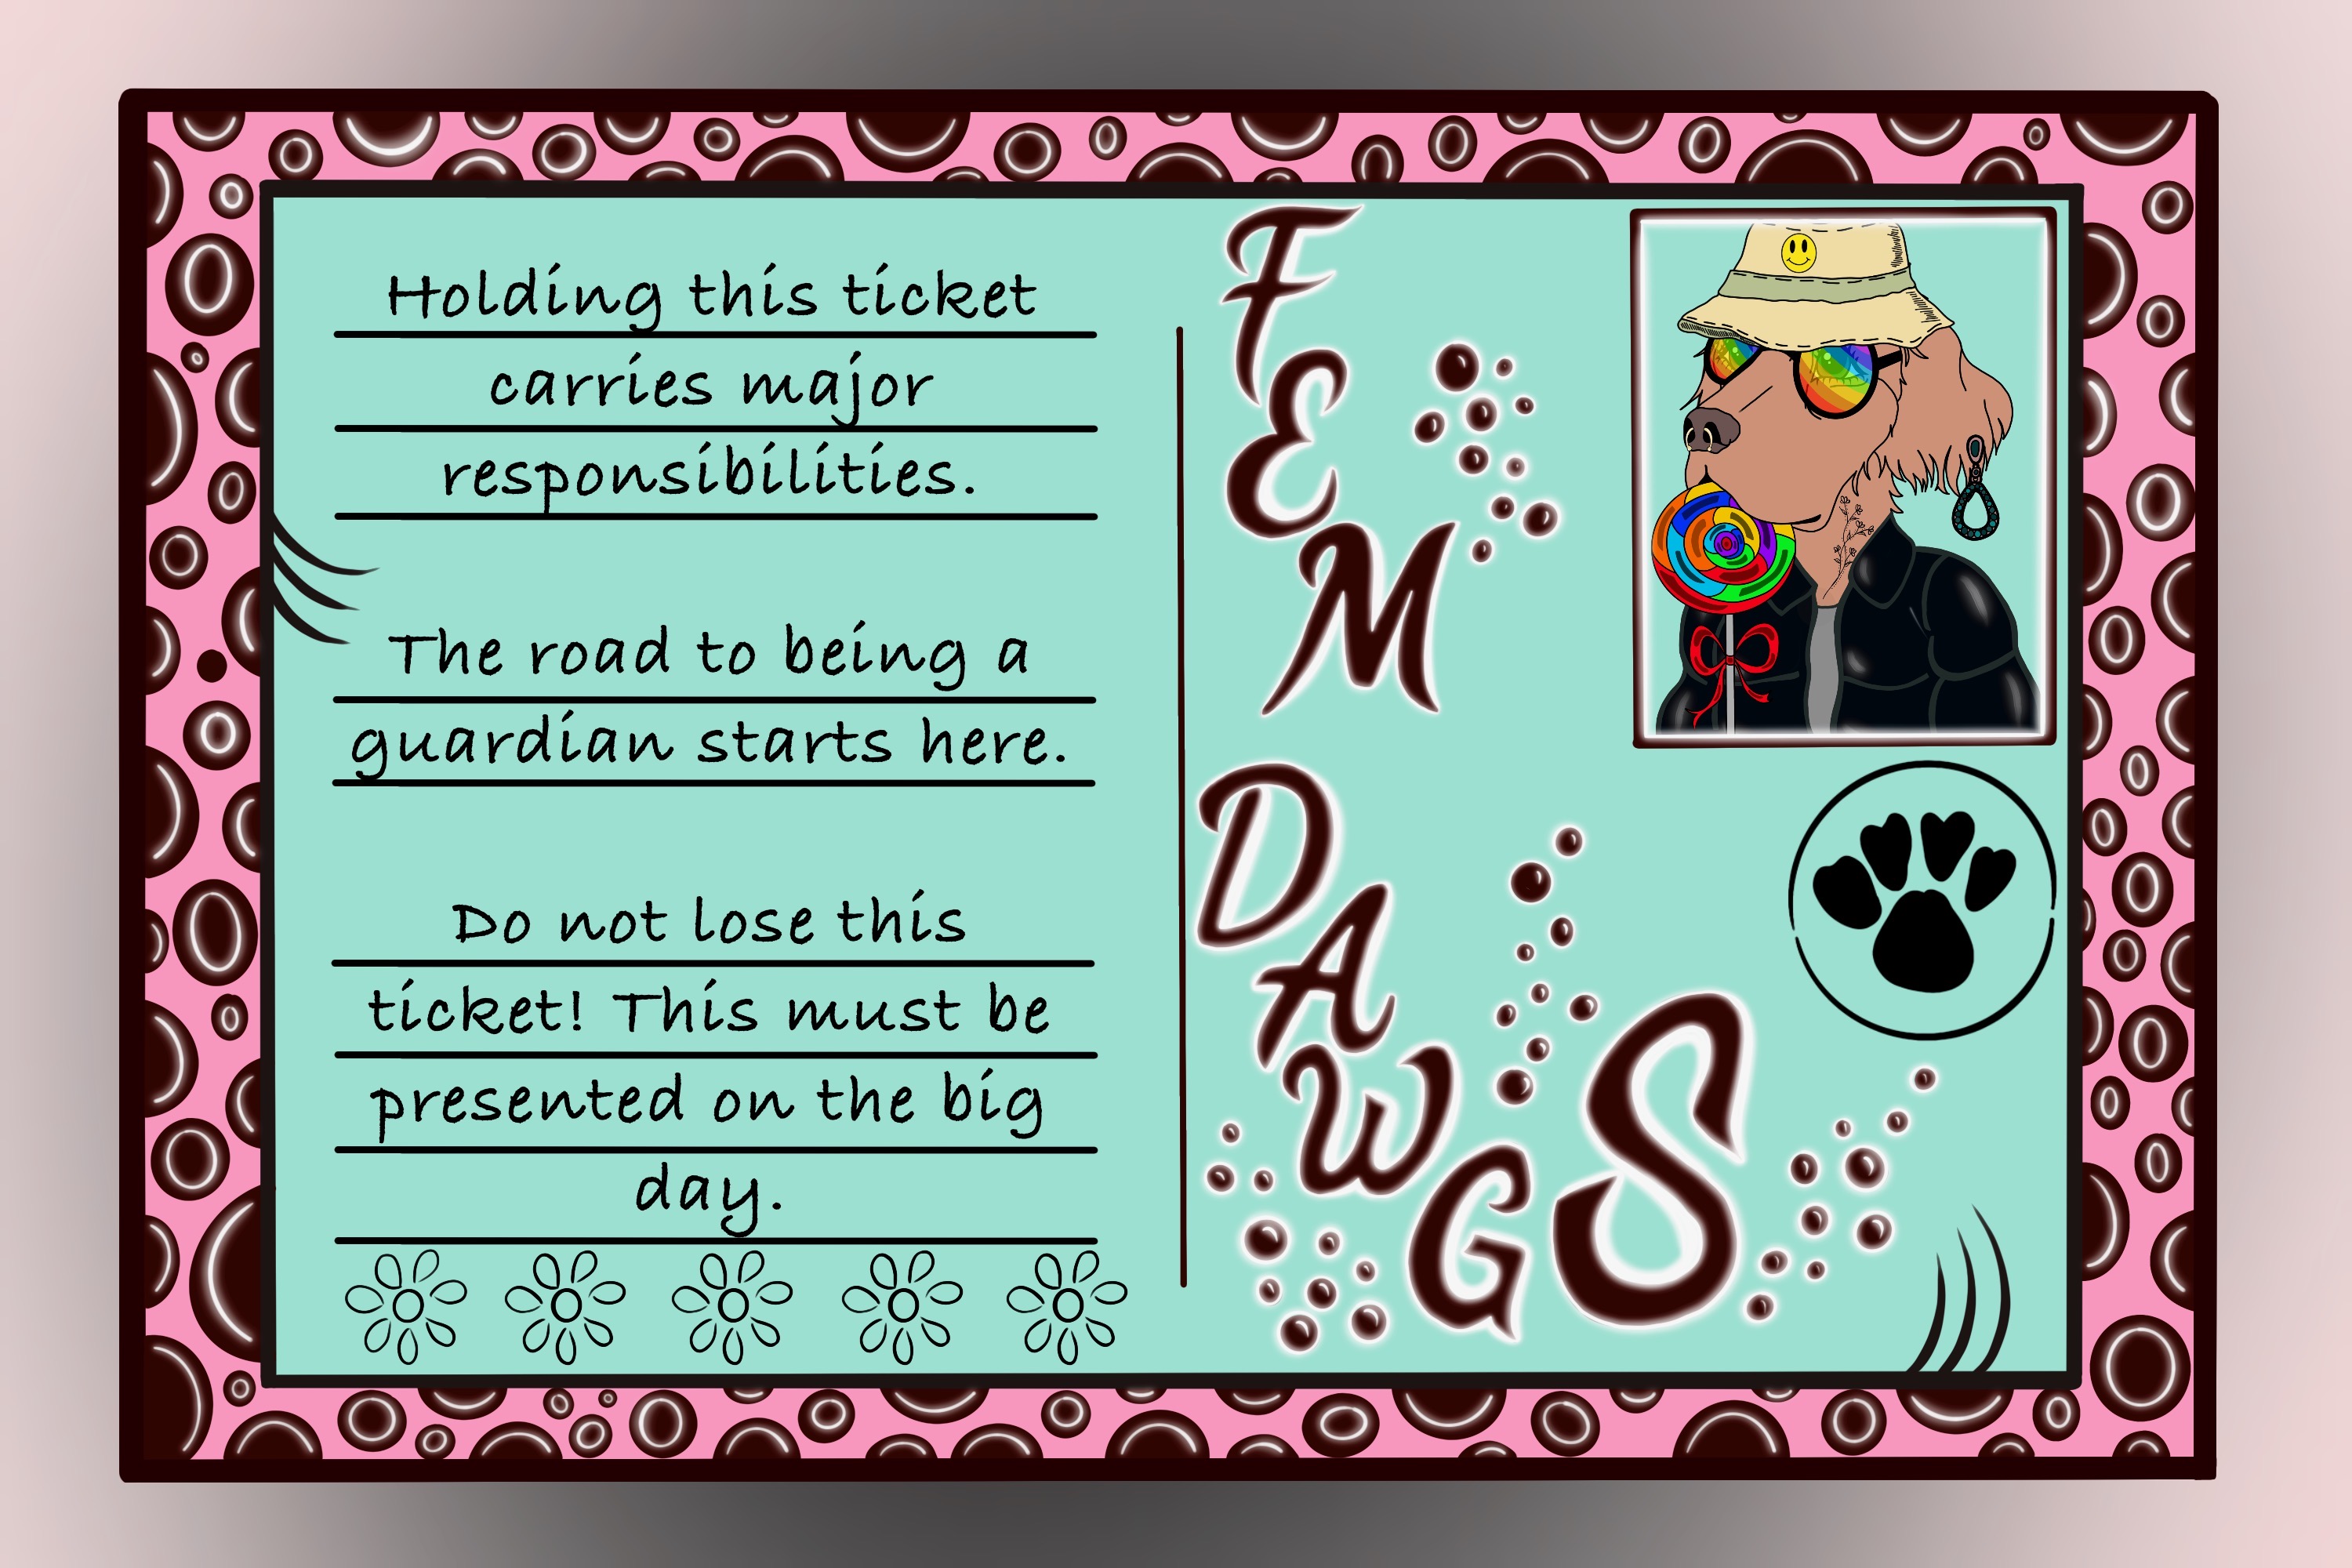 Holding this ticket
carries major
responsibilities.
The road to being a
guardian starts here.
Do not lose this
ticket! This must be
presented on the big
day.
FEM
DAWGS